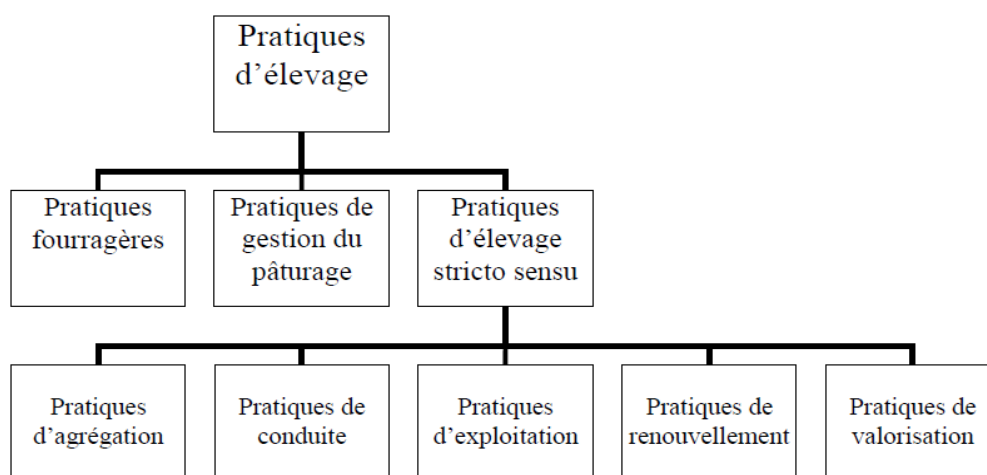 Pratiques
d’élevage
Pratiques
fourragères
Pratiques de
gestion du
pâturage
Pratiques
d’élevage
stricto sensu
Pratiques
d’agrégation
Pratiques de
conduite
Pratiques
d’exploitation
Pratiques de
renouvellement
Pratiques de
valorisation